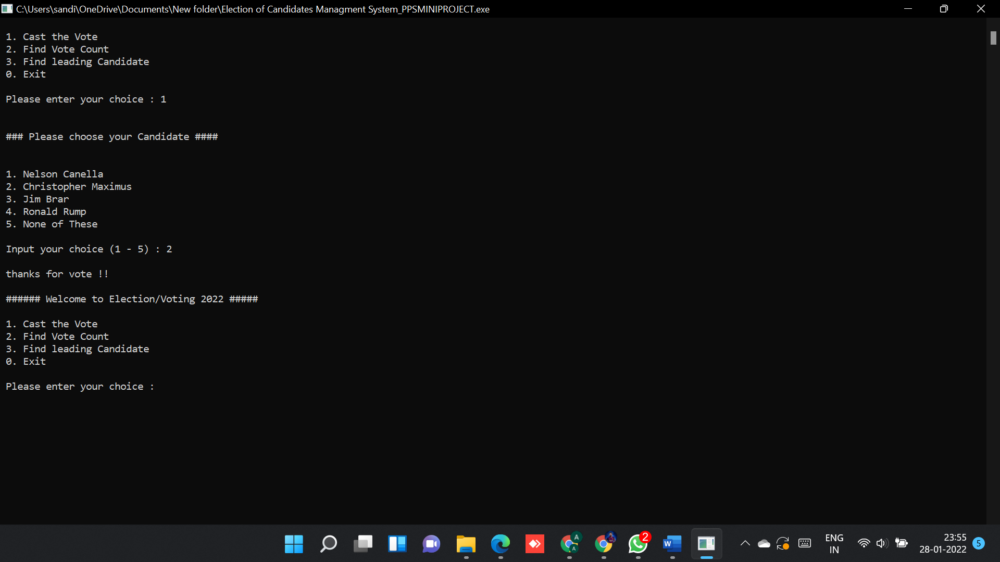 C:\Users\sandi\OneDrive\Documents\New folder\Election of Candidates Managment System_PPSMINIPROJECT.exe
1. Cast the Vote
2. Find Vote Count
3. Find leading Candidate
0. Exit
Please enter your choice : 1
### Please choose your Candidate ####
1. Nelson Canella
2. Christopher Maximus
3. Jim Brar
4. Ronald Rump
5. None of These
Input your choice (1 - 5) : 2
thanks for vote !!
###### Welcome to Election/Voting 2022 #####
1. Cast the Vote
2. Find Vote Count
3. Find leading Candidate
0. Exit
Please enter your choice :
A
A
2
W
ENG
IN
23:55
28-01-2022
5